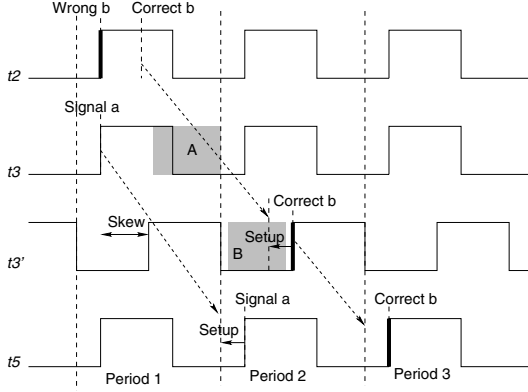 Wrong b Correct b
t2
Signal a
t3 A
Correct b
Skew
Setup
t3' B
Signal a Correct b
Setup
t5
Period 1 Period 2 Period 3